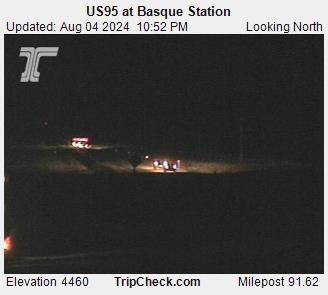 US95 at Basque Station
Updated: Aug 04 2024 10:52 PM Looking North
Elevation 4460 TripCheck.com Milepost 91.62